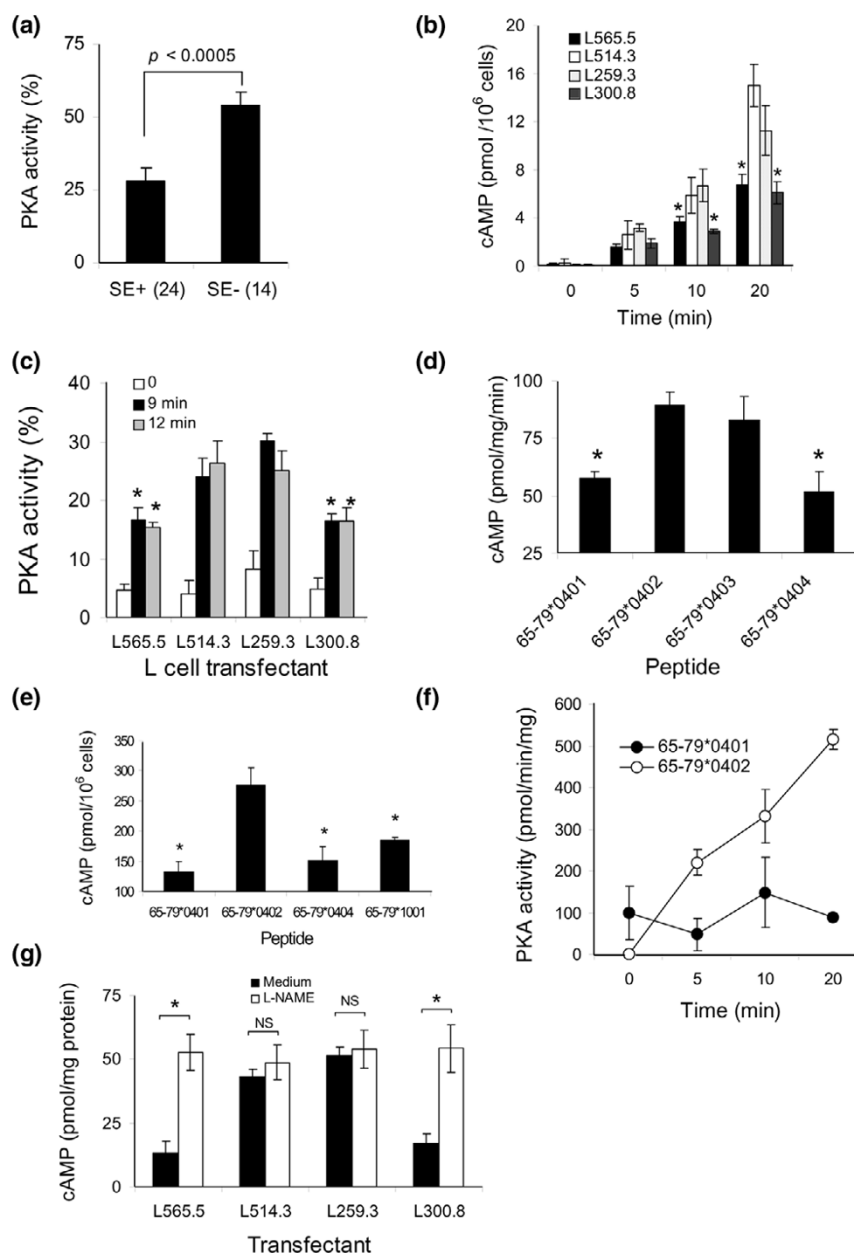 (a)
PKA activity (%)
75
50
25
0
p < 0.0005
SE+ (24) SE- (14)
(b)
cAMP (pmol /10⁶ cells)
20
16
12
8
4
0
L565.5
L514.3
L259.3
L300.8
* * * *
0 5 10 20
Time (min)
(c)
PKA activity (%)
40
30
20
10
0
0
9 min
12 min
* * * *
L565.5 L514.3 L259.3 L300.8
L cell transfectant
(d)
cAMP (pmol/mg/min)
100
75
50
25
* *
65-79*0401 65-79*0402 65-79*0403 65-79*0404
Peptide
(e)
cAMP (pmol/10⁶ cells)
350
300
250
200
150
100
* * *
65-79*0401 65-79*0402 65-79*0404 65-79*1001
Peptide
(f)
PKA activity (pmol/min/mg)
600
500
400
300
200
100
0
65-79*0401
65-79*0402
0 5 10 20
Time (min)
(g)
cAMP (pmol/mg protein)
75
50
25
0
Medium
L-NAME
* NS NS *
L565.5 L514.3 L259.3 L300.8
Transfectant